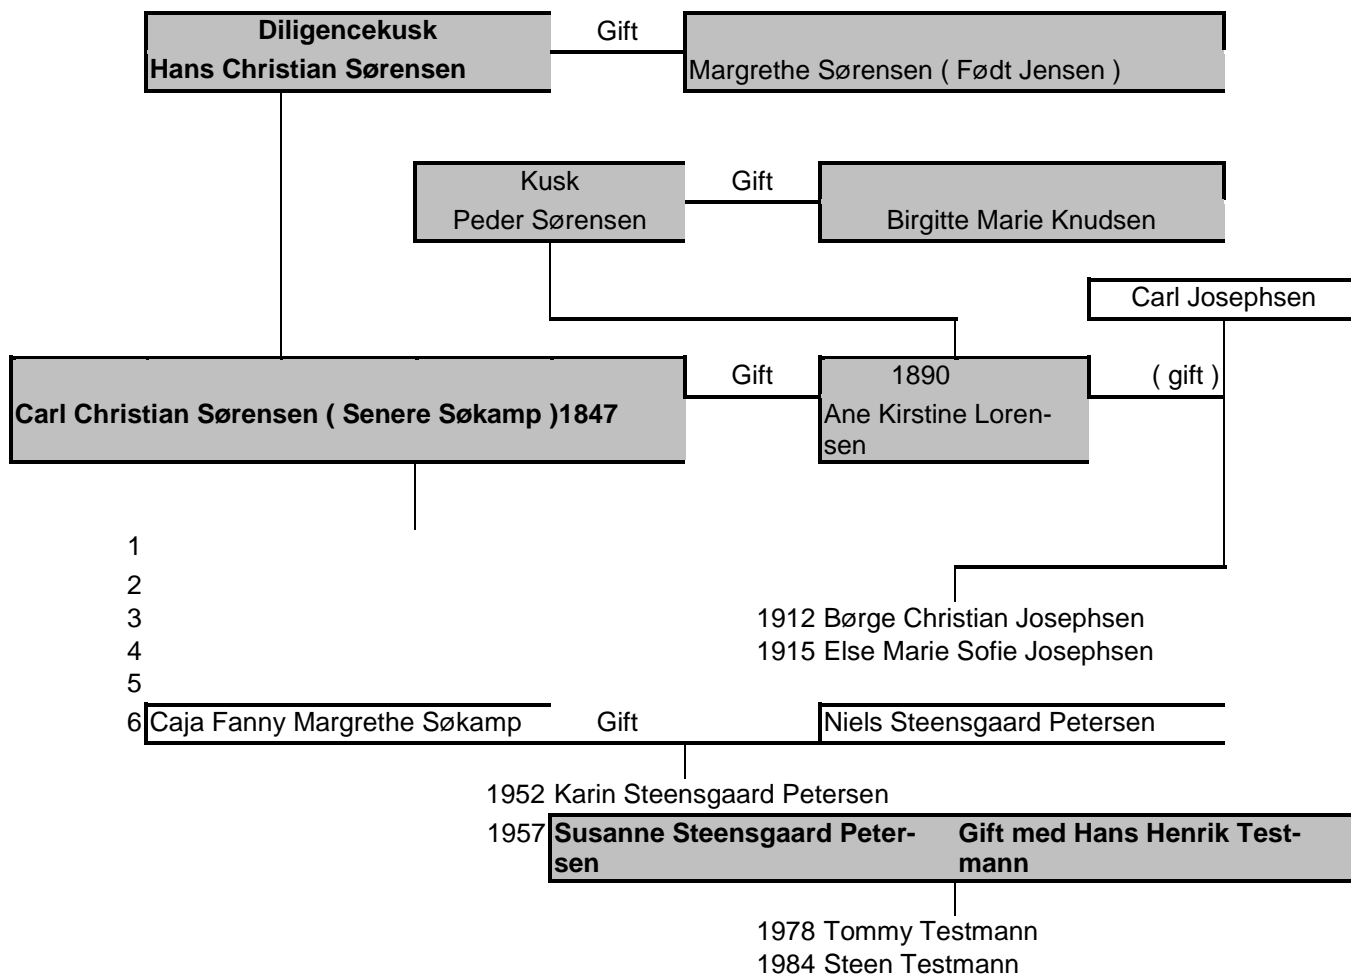 Diligencekusk
Gift
Hans Christian Sørensen
Margrethe Sørensen ( Født Jensen )
Kusk
Gift
Peder Sørensen
Birgitte Marie Knudsen
Carl Josephsen
Gift
1890
( gift )
Carl Christian Sørensen ( Senere Søkamp )1847
Ane Kirstine Loren-
sen
1
2
3
1912 Børge Christian Josephsen
4
1915 Else Marie Sofie Josephsen
5
6 Caja Fanny Margrethe Søkamp
Gift
Niels Steensgaard Petersen
1952 Karin Steensgaard Petersen
1957 Susanne Steensgaard Peter-
sen
Gift med Hans Henrik Test-
mann
1978 Tommy Testmann
1984 Steen Testmann